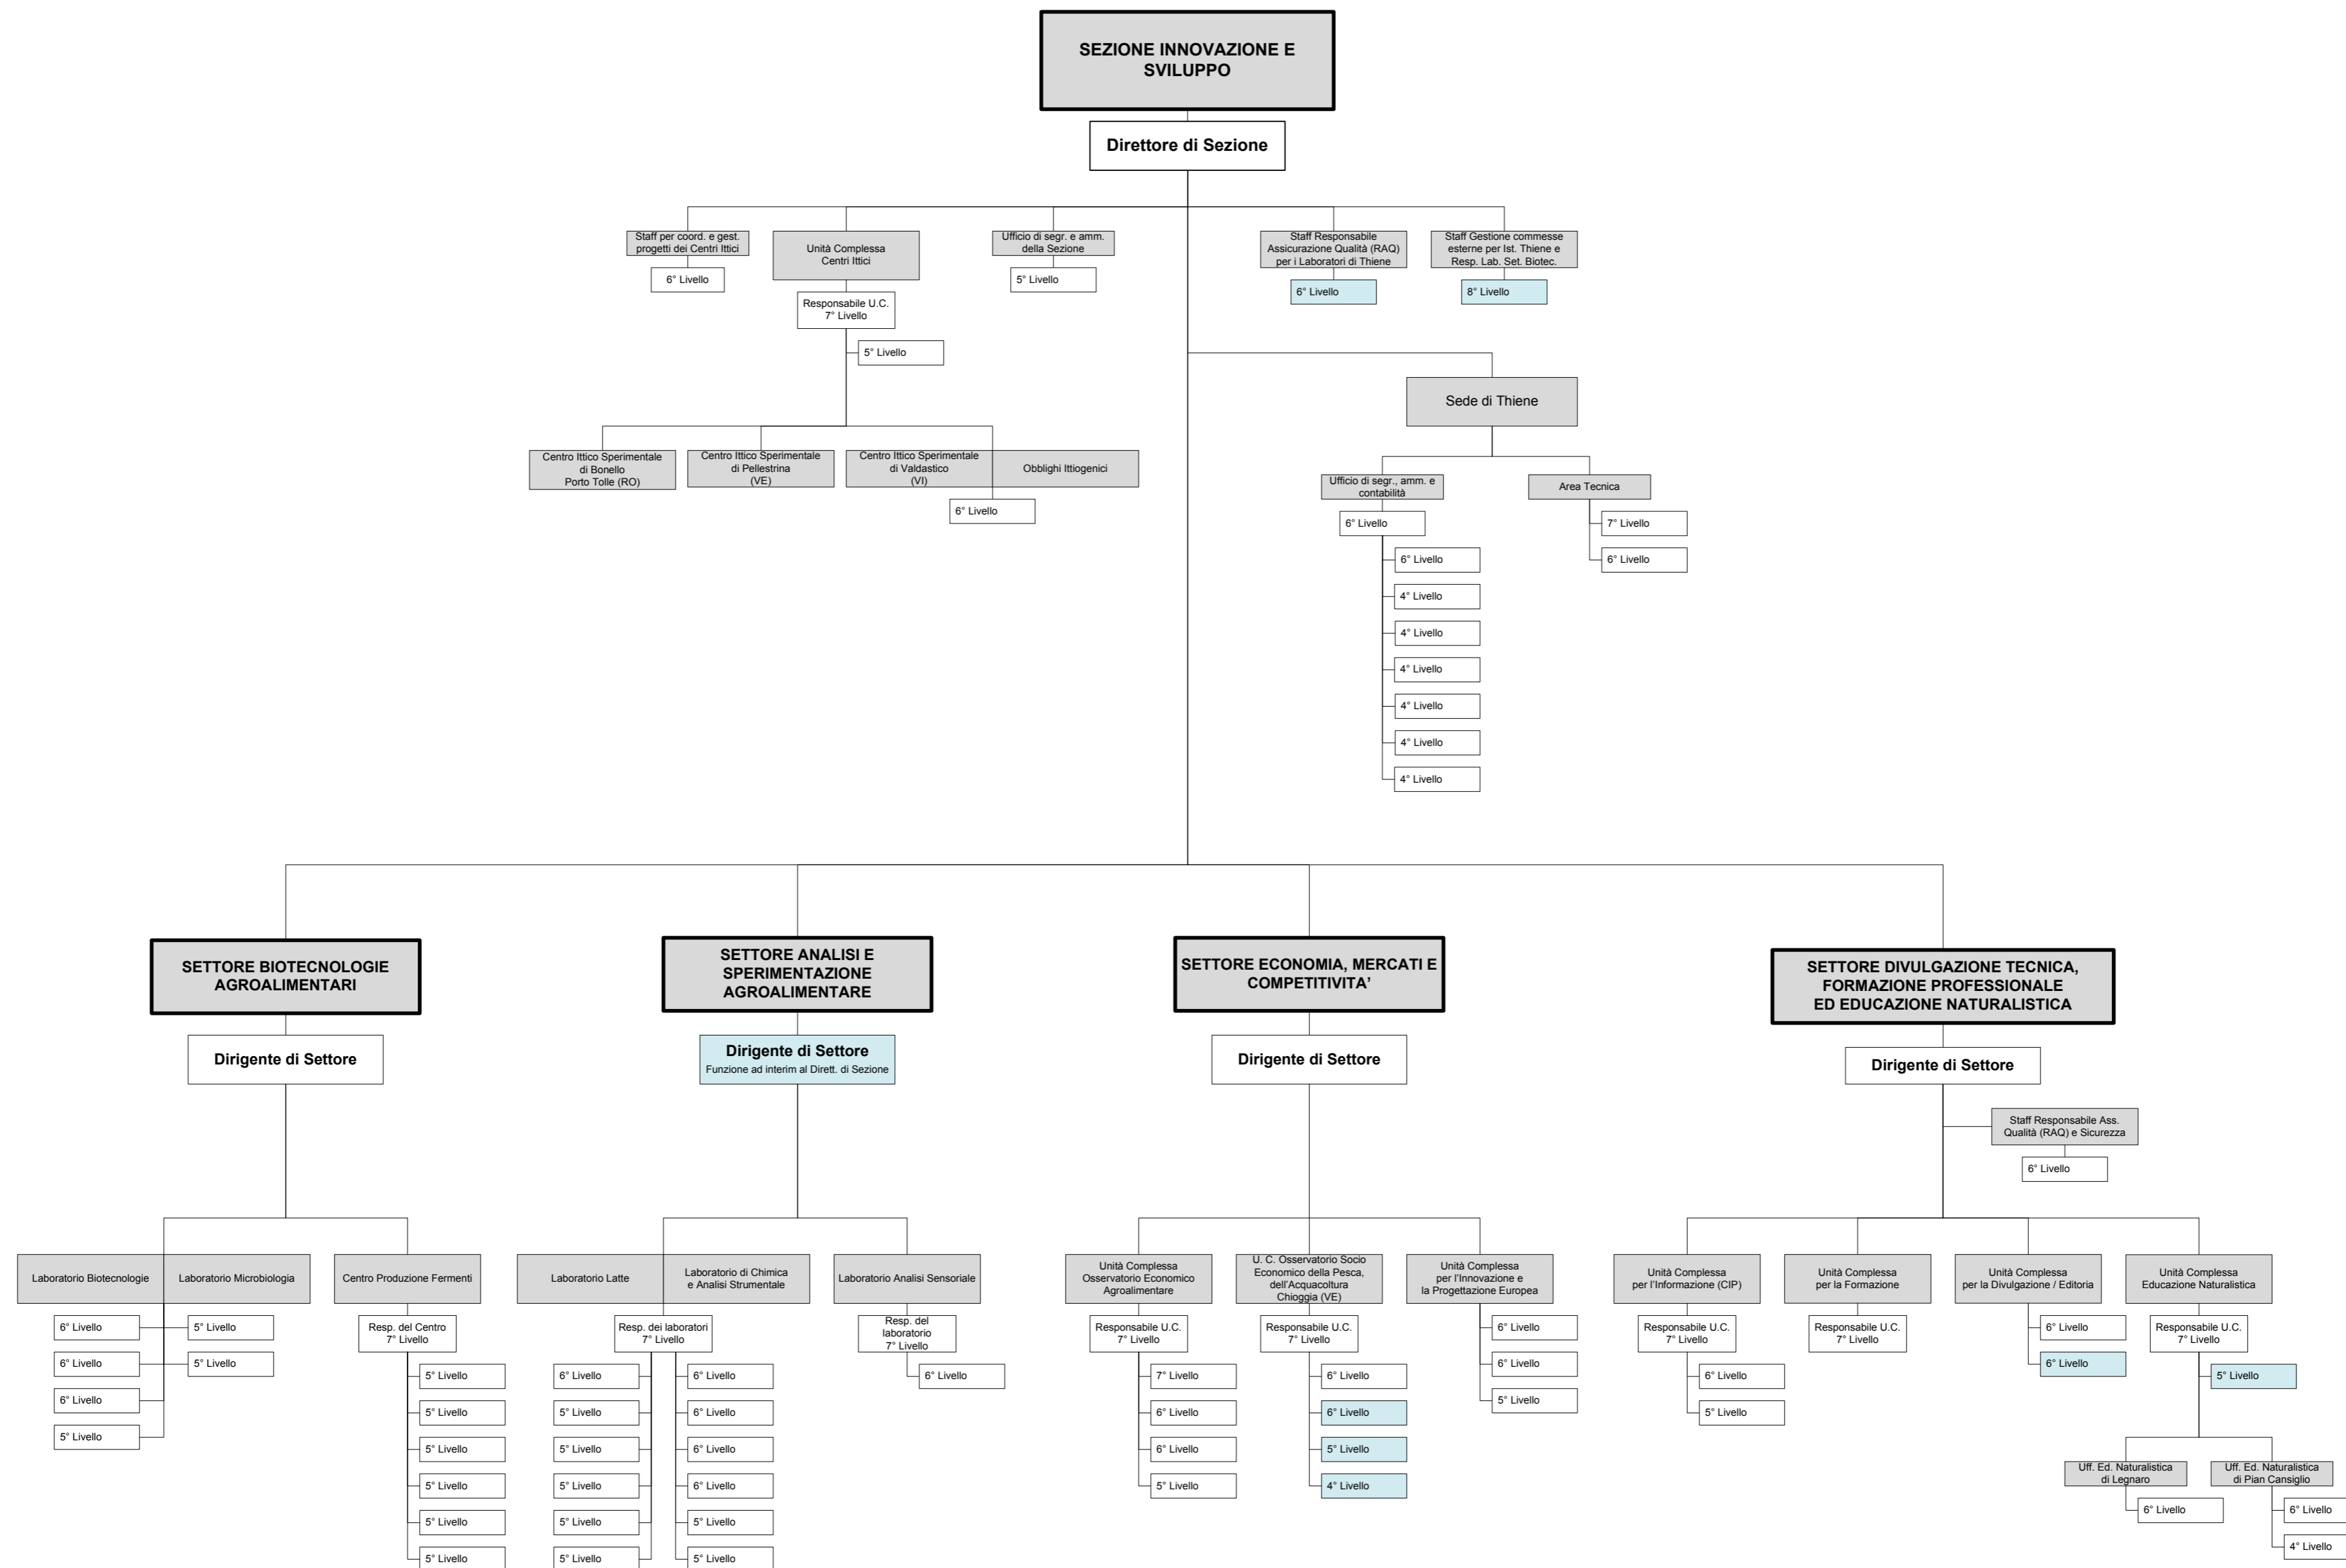 SEZIONE INNOVAZIONE E
SVILUPPO
Direttore di Sezione
Staff per coord. e gest.
progetti dei Centri Ittici
6° Livello
Unità Complessa
Centri Ittici
Responsabile U.C.
7° Livello
5° Livello
Ufficio di segr. e amm.
della Sezione
5° Livello
Staff Responsabile
Assicurazione Qualità (RAQ)
per i Laboratori di Thiene
6° Livello
Staff Gestione commesse
esterne per Ist. Thiene e
Resp. Lab. Set. Biotec.
8° Livello
Centro Ittico Sperimentale
di Bonello
Porto Tolle (RO)
Centro Ittico Sperimentale
di Pellestrina
(VE)
Centro Ittico Sperimentale
di Valdastico
(VI)
Obblighi Ittiogenici
6° Livello
Sede di Thiene
Ufficio di segr., amm. e
contabilità
6° Livello
6° Livello
4° Livello
4° Livello
4° Livello
4° Livello
4° Livello
4° Livello
Area Tecnica
7° Livello
6° Livello
SETTORE BIOTECNOLOGIE
AGROALIMENTARI
Dirigente di Settore
Laboratorio Biotecnologie
Laboratorio Microbiologia
6° Livello
6° Livello
6° Livello
5° Livello
5° Livello
5° Livello
Centro Produzione Fermenti
Resp. del Centro
7° Livello
5° Livello
5° Livello
5° Livello
5° Livello
5° Livello
5° Livello
SETTORE ANALISI E
SPERIMENTAZIONE
AGROALIMENTARE
Dirigente di Settore
Funzione ad interim al Dirett. di Sezione
Laboratorio Latte
Laboratorio di Chimica
e Analisi Strumentale
Resp. dei laboratori
7° Livello
6° Livello
5° Livello
5° Livello
5° Livello
5° Livello
5° Livello
6° Livello
6° Livello
6° Livello
6° Livello
5° Livello
5° Livello
Laboratorio Analisi Sensoriale
Resp. del
laboratorio
7° Livello
6° Livello
SETTORE ECONOMIA, MERCATI E
COMPETITIVITA’
Dirigente di Settore
Unità Complessa
Osservatorio Economico
Agroalimentare
Responsabile U.C.
7° Livello
7° Livello
6° Livello
6° Livello
5° Livello
U. C. Osservatorio Socio
Economico della Pesca,
dell’Acquacoltura
Chioggia (VE)
Responsabile U.C.
7° Livello
6° Livello
6° Livello
5° Livello
4° Livello
Unità Complessa
per l’Innovazione e
la Progettazione Europea
6° Livello
6° Livello
5° Livello
SETTORE DIVULGAZIONE TECNICA,
FORMAZIONE PROFESSIONALE
ED EDUCAZIONE NATURALISTICA
Dirigente di Settore
Staff Responsabile Ass.
Qualità (RAQ) e Sicurezza
6° Livello
Unità Complessa
per l’Informazione (CIP)
Responsabile U.C.
7° Livello
6° Livello
5° Livello
Unità Complessa
per la Formazione
Responsabile U.C.
7° Livello
Unità Complessa
per la Divulgazione / Editoria
6° Livello
6° Livello
Unità Complessa
Educazione Naturalistica
Responsabile U.C.
7° Livello
5° Livello
Uff. Ed. Naturalistica
di Legnaro
6° Livello
Uff. Ed. Naturalistica
di Pian Cansiglio
6° Livello
4° Livello